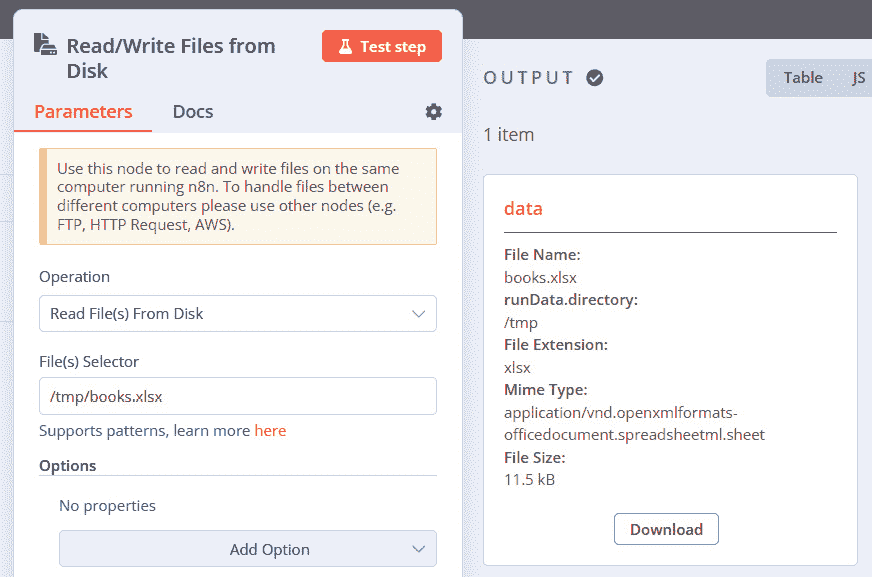 Read/Write Files from
Disk
Test step
Parameters
Docs
Use this node to read and write files on the same
computer running n8n. To handle files between
different computers please use other nodes (e.g.
FTP, HTTP Request, AWS).
Operation
Read File(s) From Disk
File(s) Selector
/tmp/books.xlsx
Supports patterns, learn more here
Options
No properties
Add Option
OUTPUT
Table
JS
1 item
data
File Name:
books.xlsx
runData.directory:
/tmp
File Extension:
xlsx
Mime Type:
application/vnd.openxmlformats-
officedocument.spreadsheetml.sheet
File Size:
11.5 kB
Download